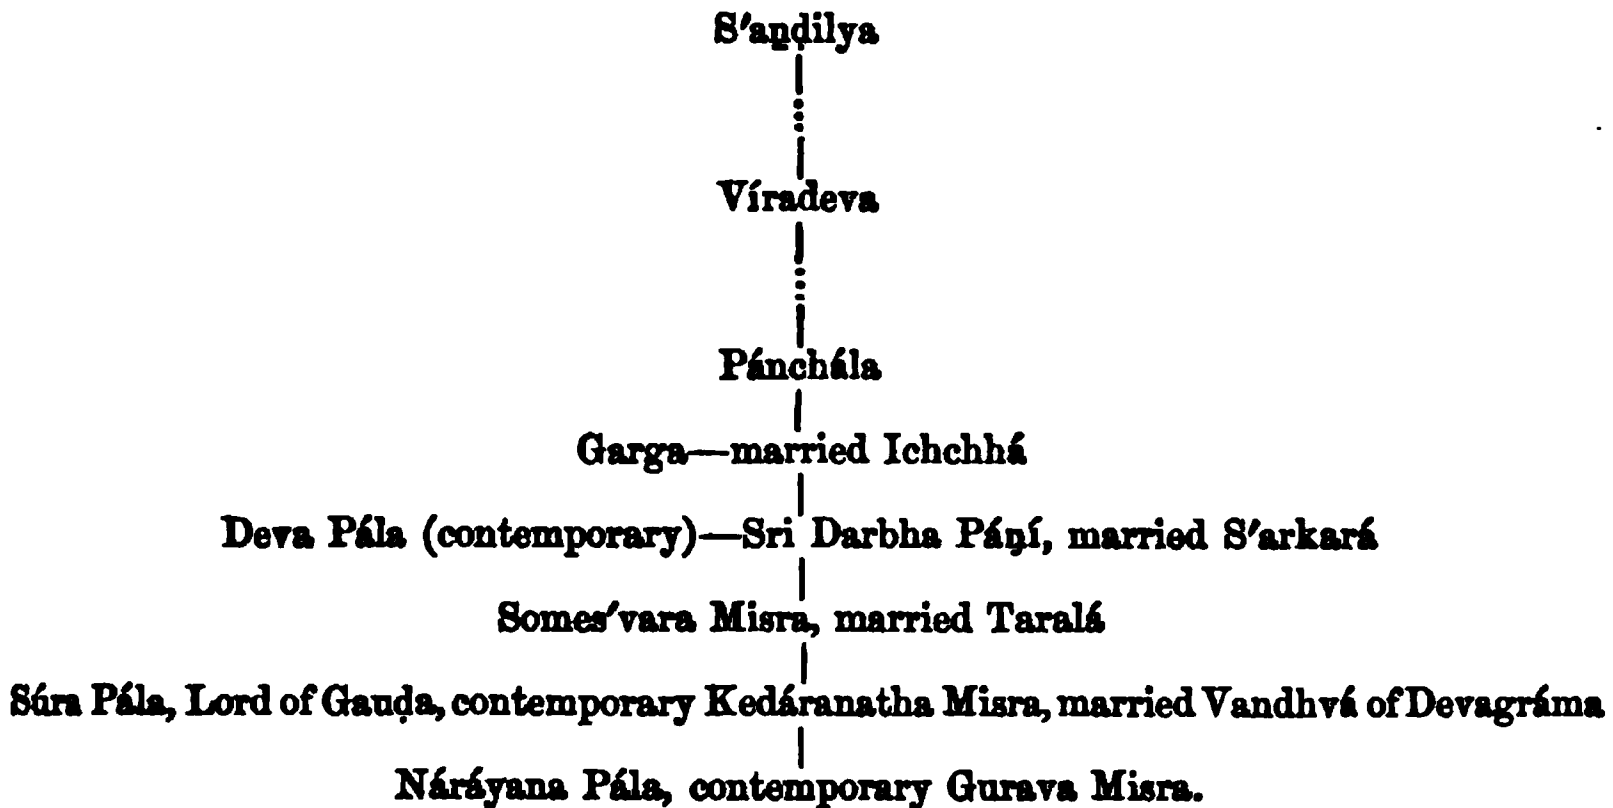 S′aṇḍilya
Víradeva
Pánchála
Garga—married Ichchhá
Deva Pála (contemporary)—Sri Darbha Páṇí, married S′arkará
Somes′vara Misra, married Taralá
Súra Pála, Lord of Gauḍa, contemporary Kedáranatha Misra, married Vandhvá of Devagráma
Náráyana Pála, contemporary Gurava Misra.